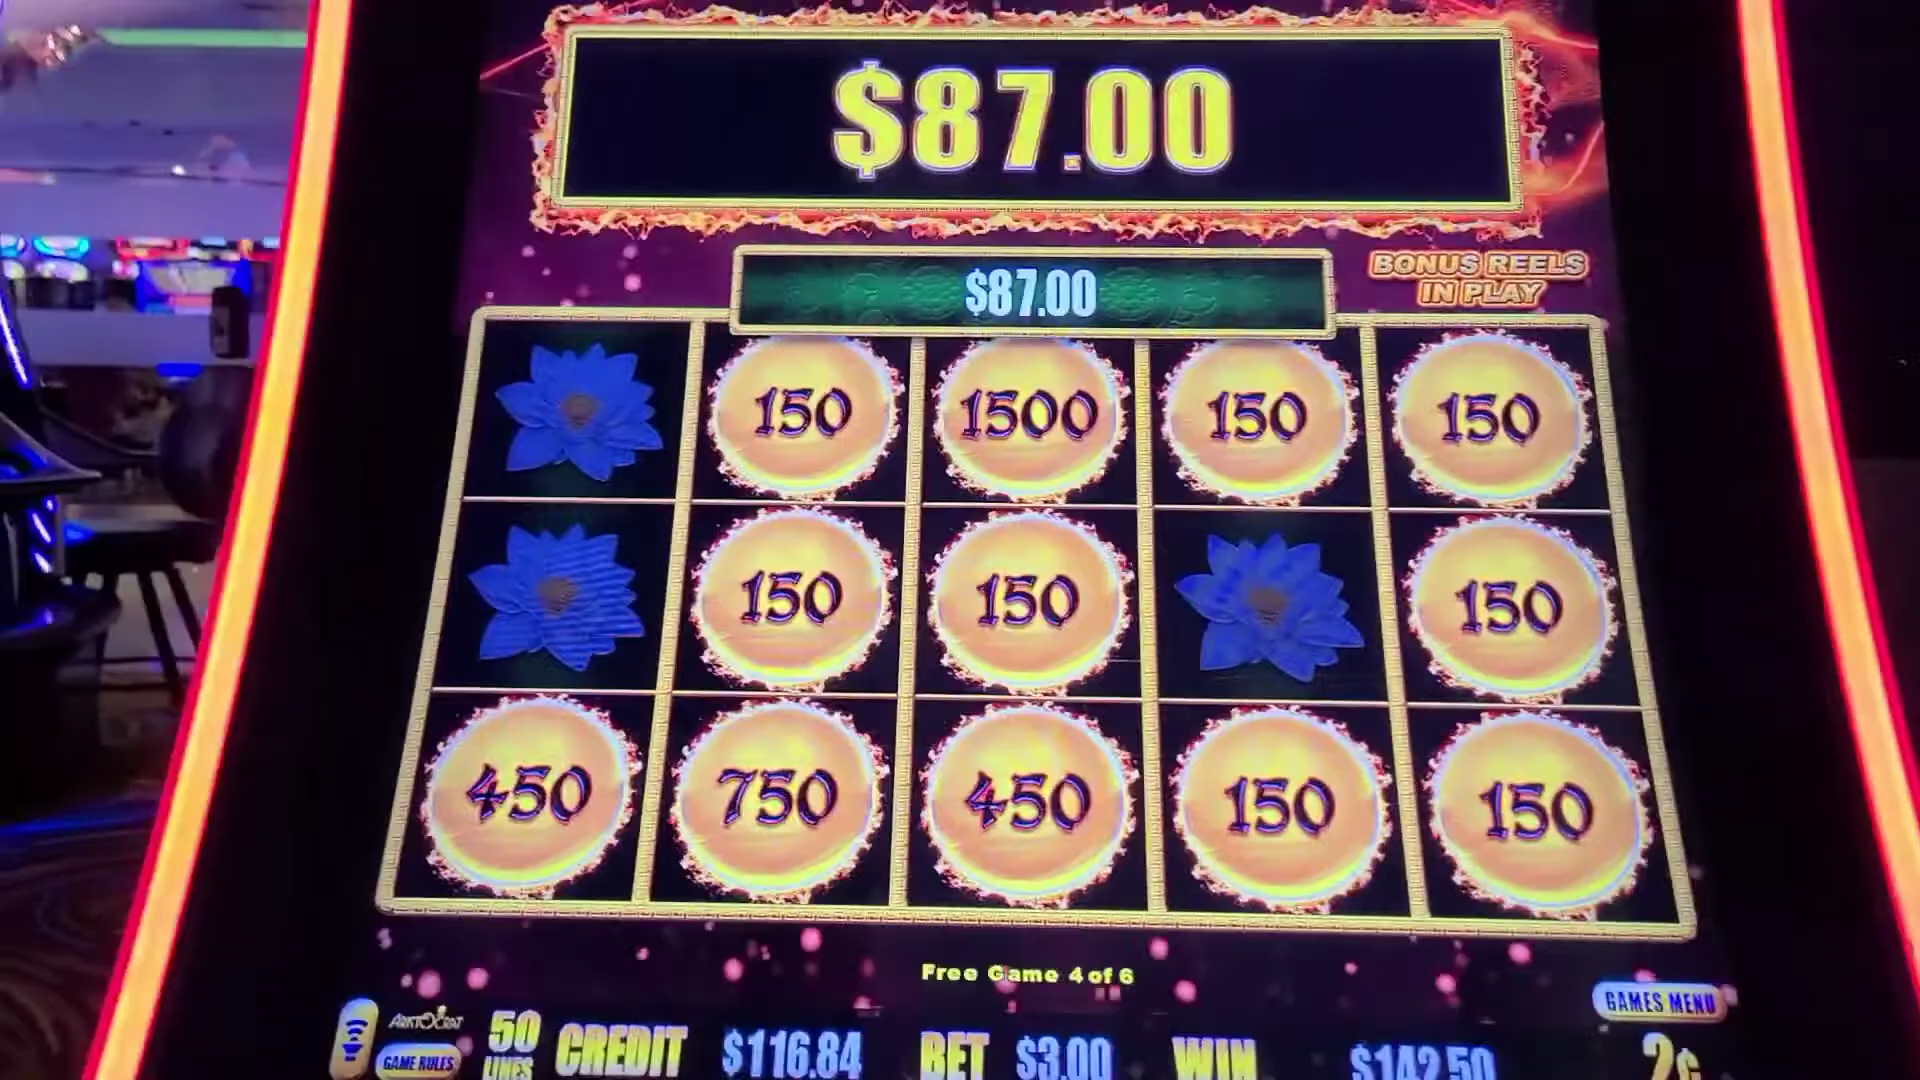 $87.00
$87.00
BONUS REELS
IN PLAY
150 1500 150 150
150 150 150
450 750 450 150 150
Free Game 4 of 6
GAMES MENU
ARISTOCRAT
GAME RULES
50
LINES
CREDIT $116.84 BET $3.00 WIN $142.50 2¢